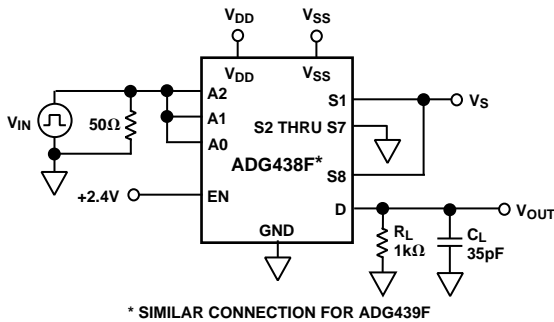 VDD
VSS
VDD
VSS
A2
A1
A0
VIN
50Ω
S1
VS
S2 THRU S7
ADG438F*
S8
+2.4V
EN
D
VOUT
GND
RL
1kΩ
CL
35pF
* SIMILAR CONNECTION FOR ADG439F